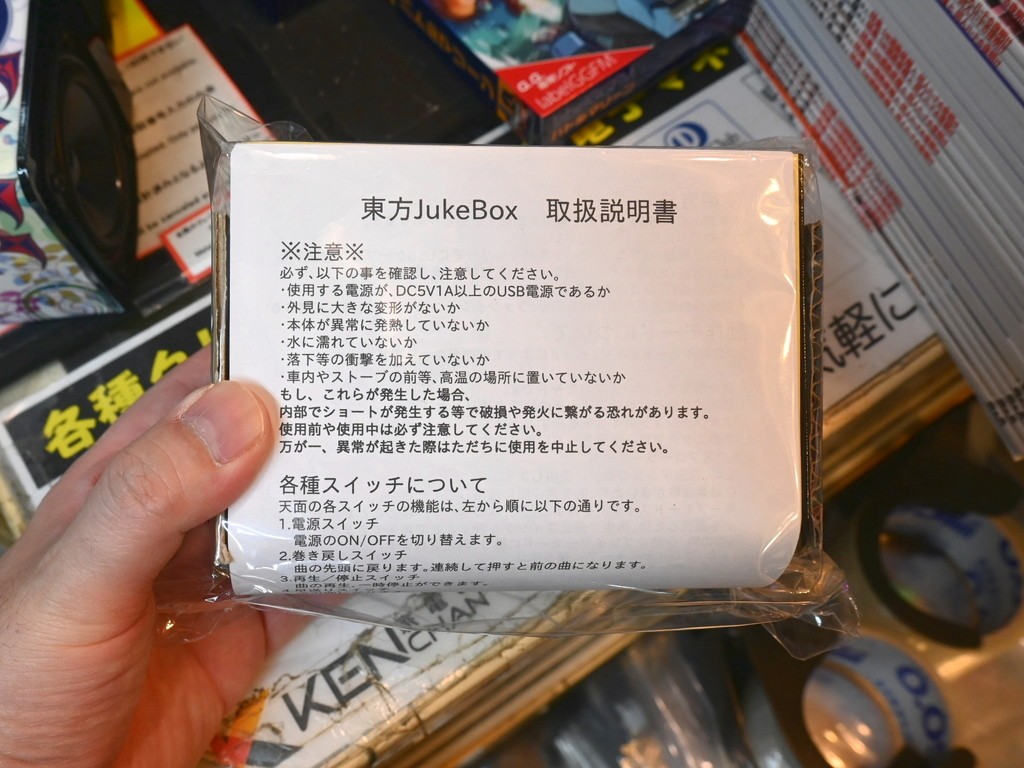 東方JukeBox 取扱説明書
※注意※
必ず、以下の事を確認し、注意してください。
・使用する電源が、DC5V1A以上のUSB電源であるか
・外見に大きな変形がないか
・本体が異常に発熱していないか
・水に濡れていないか
・落下等の衝撃を加えていないか
・車内やストーブの前等、高温の場所に置いていないか
もし、これらが発生した場合、
内部でショートが発生する等で破損や発火に繋がる恐れがあります。
使用前や使用中は必ず注意してください。
万が一、異常が起きた際はただちに使用を中止してください。
各種スイッチについて
天面の各スイッチの機能は、左から順に以下の通りです。
1.電源スイッチ
電源のON/OFFを切り替えます。
2.巻き戻しスイッチ
曲の先頭に戻ります。連続して押すと前の曲になります。
3.再生/停止スイッチ
曲の再生、一時停止ができます。
各種
軽に
KEN
CHAN